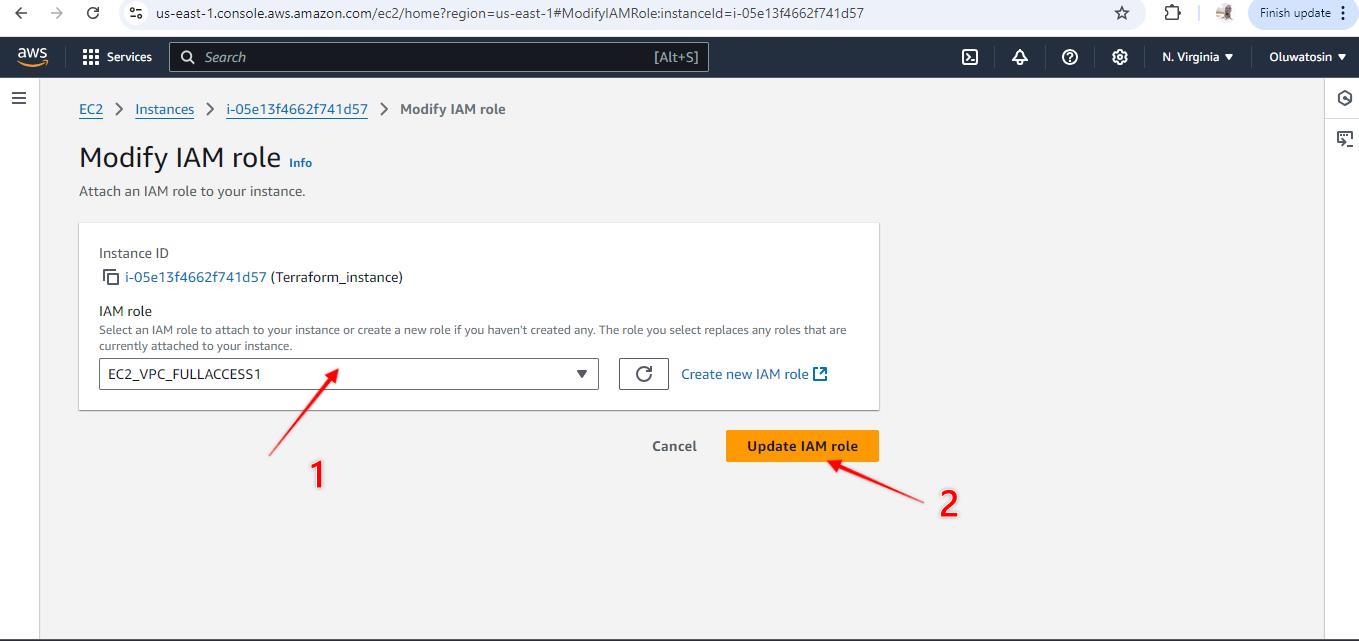 us-east-1.console.aws.amazon.com/ec2/home?region=us-east-1#ModifyIAMRole:instanceId=i-05e13f4662f741d57
Finish update
aws
Services
Search
[Alt+S]
N. Virginia
Oluwatosin
EC2 > Instances > i-05e13f4662f741d57 > Modify IAM role
Modify IAM role Info
Attach an IAM role to your instance.
Instance ID
i-05e13f4662f741d57 (Terraform_instance)
IAM role
Select an IAM role to attach to your instance or create a new role if you haven't created any. The role you select replaces any roles that are
currently attached to your instance.
EC2_VPC_FULLACCESS1
Create new IAM role
1
Cancel
Update IAM role
2